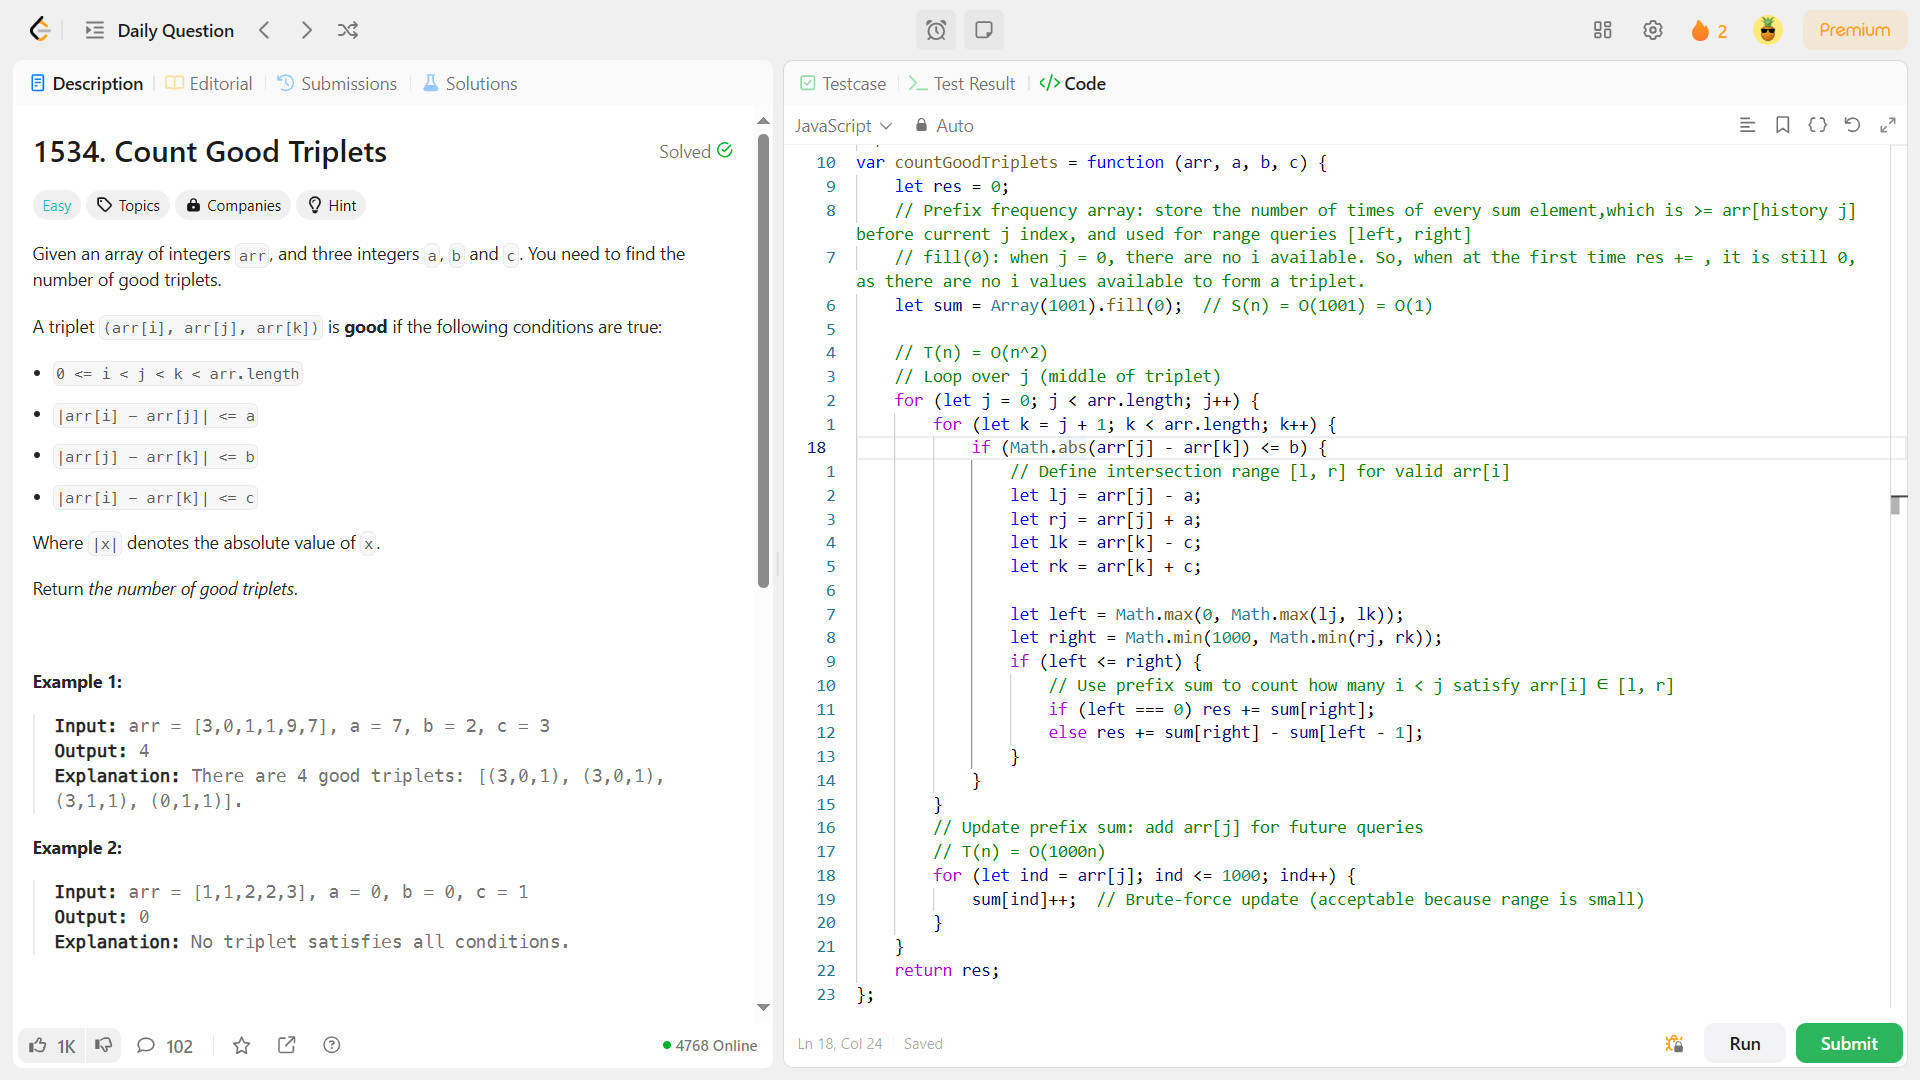 Daily Question
2
Premium
Description
Editorial
Submissions
Solutions
1534. Count Good Triplets
Solved
Easy
Topics
Companies
Hint
Given an array of integers arr, and three integers a, b and c. You need to find the
number of good triplets.
A triplet (arr[i], arr[j], arr[k]) is good if the following conditions are true:
• 0 <= i < j < k < arr.length
• |arr[i] - arr[j]| <= a
• |arr[j] - arr[k]| <= b
• |arr[i] - arr[k]| <= c
Where |x| denotes the absolute value of x.
Return the number of good triplets.
Example 1:
Input: arr = [3,0,1,1,9,7], a = 7, b = 2, c = 3
Output: 4
Explanation: There are 4 good triplets: [(3,0,1), (3,0,1),
(3,1,1), (0,1,1)].
Example 2:
Input: arr = [1,1,2,2,3], a = 0, b = 0, c = 1
Output: 0
Explanation: No triplet satisfies all conditions.
1K
102
4768 Online
Testcase
Test Result
</> Code
JavaScript
Auto
10 var countGoodTriplets = function (arr, a, b, c) {
9 let res = 0;
8 // Prefix frequency array: store the number of times of every sum element,which is >= arr[history j]
before current j index, and used for range queries [left, right]
7 // fill(0): when j = 0, there are no i available. So, when at the first time res += , it is still 0,
as there are no i values available to form a triplet.
6 let sum = Array(1001).fill(0);  // S(n) = O(1001) = O(1)
5
4 // T(n) = O(n^2)
3 // Loop over j (middle of triplet)
2 for (let j = 0; j < arr.length; j++) {
1 for (let k = j + 1; k < arr.length; k++) {
18 if (Math.abs(arr[j] - arr[k]) <= b) {
1 // Define intersection range [l, r] for valid arr[i]
2 let lj = arr[j] - a;
3 let rj = arr[j] + a;
4 let lk = arr[k] - c;
5 let rk = arr[k] + c;
6
7 let left = Math.max(0, Math.max(lj, lk));
8 let right = Math.min(1000, Math.min(rj, rk));
9 if (left <= right) {
10 // Use prefix sum to count how many i < j satisfy arr[i] ∈ [l, r]
11 if (left === 0) res += sum[right];
12 else res += sum[right] - sum[left - 1];
13 }
14 }
15 }
16 // Update prefix sum: add arr[j] for future queries
17 // T(n) = O(1000n)
18 for (let ind = arr[j]; ind <= 1000; ind++) {
19 sum[ind]++;  // Brute-force update (acceptable because range is small)
20 }
21 }
22 return res;
23 };
Ln 18, Col 24
Saved
Run
Submit